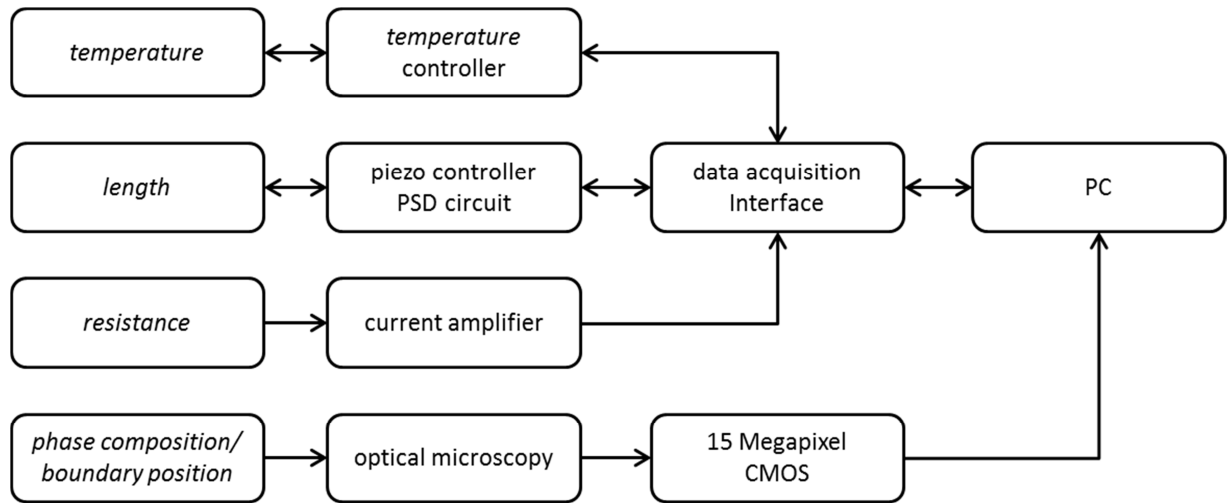 temperature
temperature
controller
length
piezo controller
PSD circuit
data acquisition
Interface
PC
resistance
current amplifier
phase composition/
boundary position
optical microscopy
15 Megapixel
CMOS